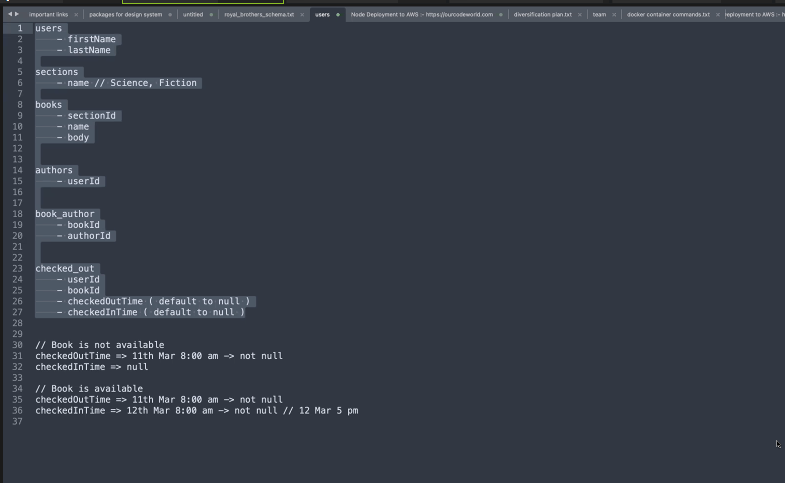 important links
packages for design system
untitled
royal_brothers_schema.txt
users
Node Deployment to AWS :- https://ourcodeworld.com
diversification plan.txt
team
docker container commands.txt
eployment to AWS :- h
1 users
2 - firstName
3 - lastName
4
5 sections
6 - name // Science, Fiction
7
8 books
9 - sectionId
10 - name
11 - body
12
13
14 authors
15 - userId
16
17
18 book_author
19 - bookId
20 - authorId
21
22
23 checked_out
24 - userId
25 - bookId
26 - checkedOutTime ( default to null )
27 - checkedInTime ( default to null )
28
29
30 // Book is not available
31 checkedOutTime => 11th Mar 8:00 am -> not null
32 checkedInTime => null
33
34 // Book is available
35 checkedOutTime => 11th Mar 8:00 am -> not null
36 checkedInTime => 12th Mar 8:00 am -> not null // 12 Mar 5 pm
37